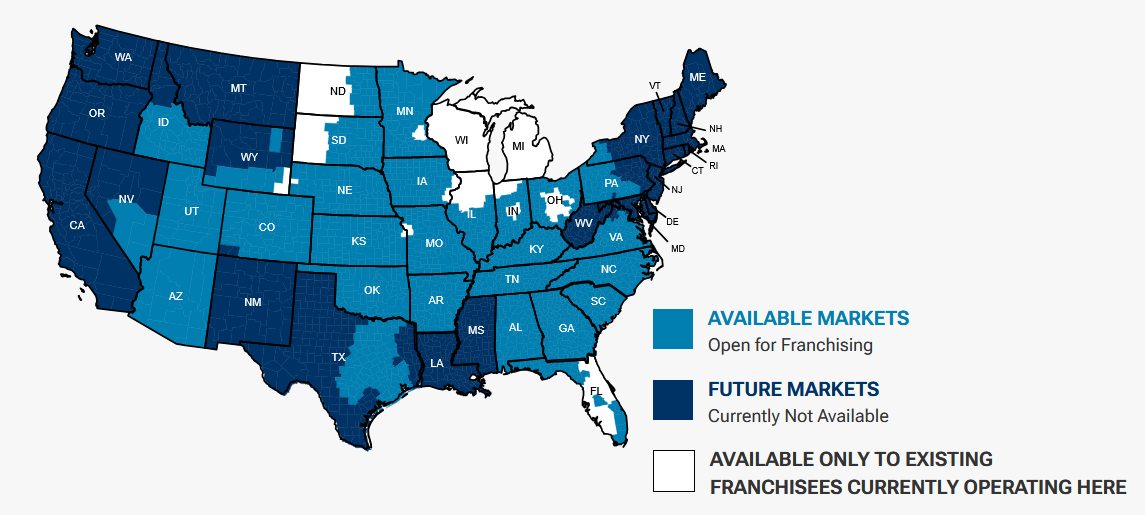 WA
MT
ND
MN
ME
VT
OR
ID
WY
SD
WI
MI
NY
NH
MA
RI
CT
NV
UT
CO
NE
IA
IL
IN
OH
PA
NJ
DE
MD
CA
KS
MO
KY
WV
VA
AZ
NM
OK
AR
TN
NC
SC
TX
LA
MS
AL
GA
FL
AVAILABLE MARKETS
Open for Franchising
FUTURE MARKETS
Currently Not Available
AVAILABLE ONLY TO EXISTING
FRANCHISEES CURRENTLY OPERATING HERE